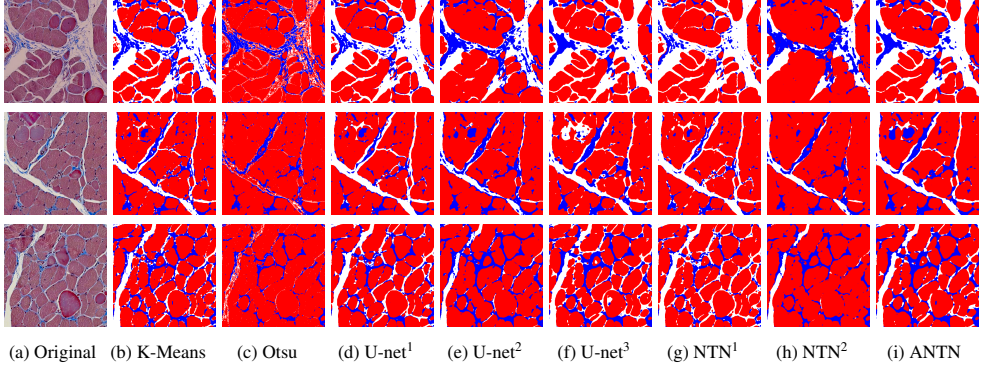 (a) Original (b) K-Means (c) Otsu (d) U-net¹ (e) U-net² (f) U-net³ (g) NTN¹ (h) NTN² (i) ANTN